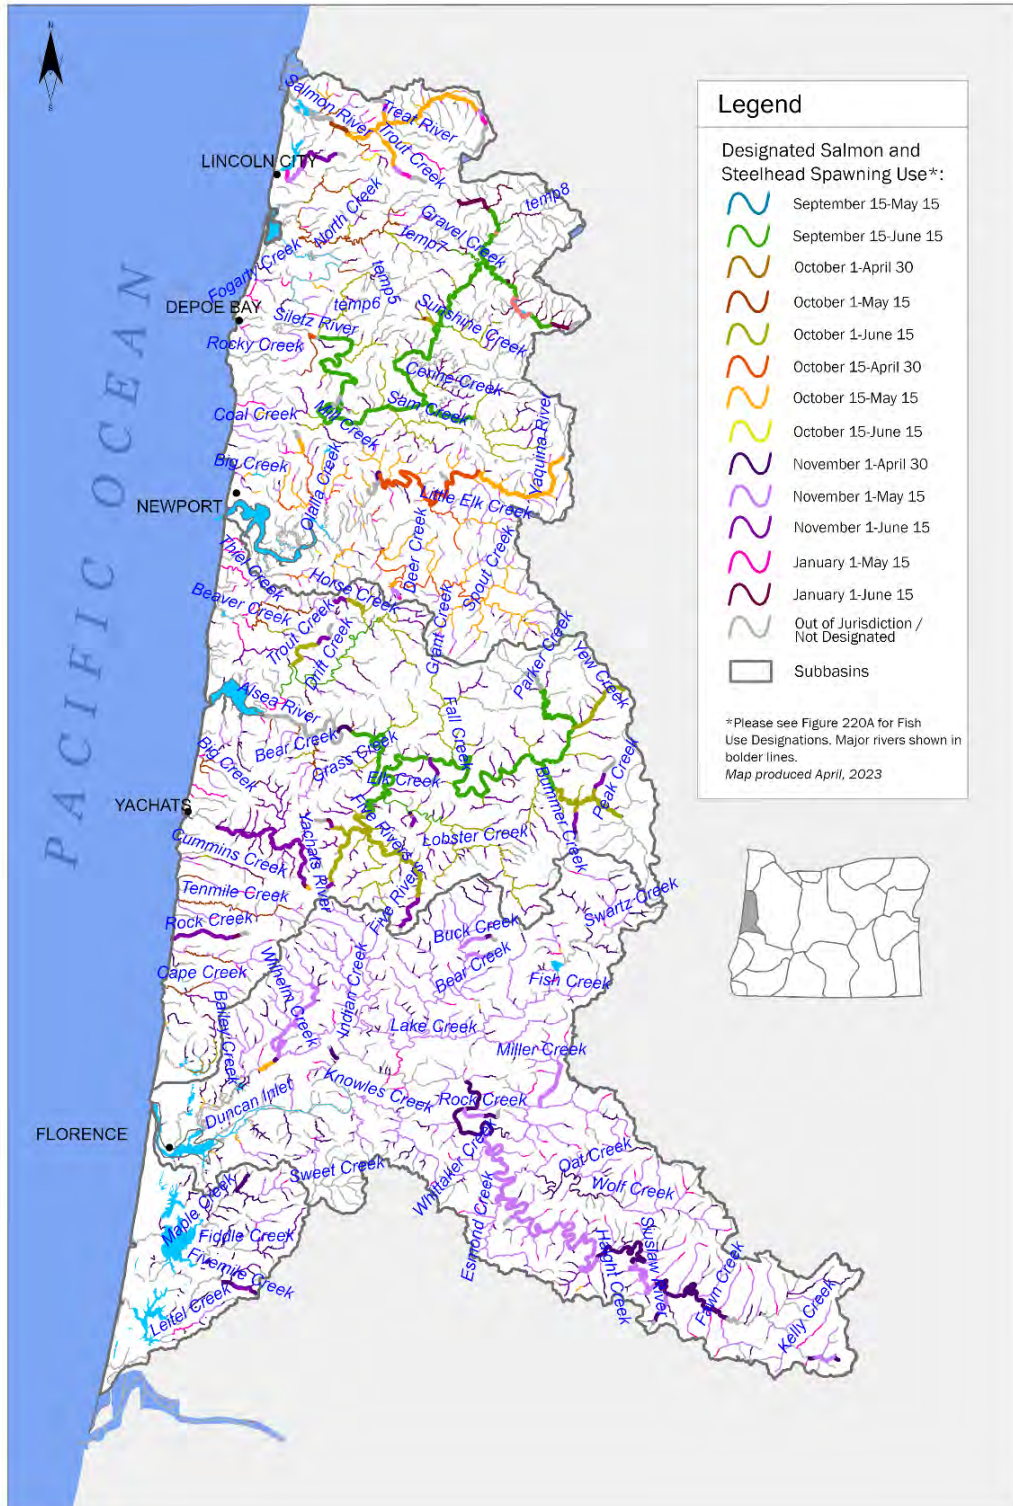 N
S
Legend
Designated Salmon and
Steelhead Spawning Use*:
September 15-May 15
September 15-June 15
October 1-April 30
October 1-May 15
October 1-June 15
October 15-April 30
October 15-May 15
October 15-June 15
November 1-April 30
November 1-May 15
November 1-June 15
January 1-May 15
January 1-June 15
Out of Jurisdiction /
Not Designated
Subbasins
*Please see Figure 220A for Fish
Use Designations. Major rivers shown in
bolder lines.
Map produced April, 2023
PACIFIC OCEAN
Salmon River
Treat River
Trout Creek
LINCOLN CITY
North Creek
Gravel Creek
temp8
temp7
Fogarty Creek
temp5
temp6
DEPOE BAY
Siletz River
Sunshine Creek
Rocky Creek
Cerine Creek
Sam Creek
Mill Creek
Coal Creek
Yaquina River
Big Creek
Olalla Creek
Little Elk Creek
NEWPORT
Deer Creek
Spout Creek
Thiel Creek
Horse Creek
Beaver Creek
Trout Creek
Drift Creek
Grant Creek
Parker Creek
Yew Creek
Alsea River
Fall Creek
Bear Creek
Grass Creek
Big Creek
Elk Creek
Peak Creek
Bummer Creek
YACHATS
Five Rivers
Yachats River
Lobster Creek
Cummins Creek
Tenmile Creek
Five Rivers
Swartz Creek
Rock Creek
Buck Creek
Bear Creek
Wilhelm Creek
Indian Creek
Cape Creek
Fish Creek
Bailey Creek
Lake Creek
Miller Creek
Knowles Creek
Rock Creek
Duncan Inlet
FLORENCE
Whittaker Creek
Oat Creek
Sweet Creek
Wolf Creek
Maple Creek
Esmond Creek
Fiddle Creek
Haight Creek
Siuslaw River
Fivemile Creek
Fawn Creek
Leitel Creek
Kelly Creek